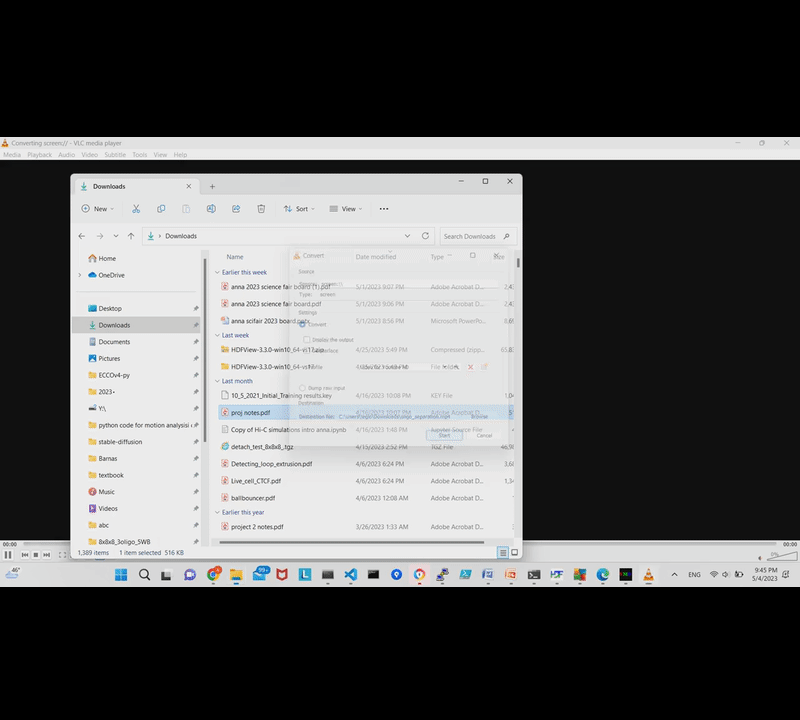 Converting screen:// - VLC media player
Media Playback Audio Video Subtitle Tools View Help
Downloads
New Sort View
Downloads Search Downloads
Home
OneDrive
Desktop
Downloads
Documents
Pictures
ECCOv4-py
2023+
Y:\
python code for motion analysisi
stable-diffusion
Barnas
textbook
Music
Videos
abc
8x8x8_3oligo_SWB
Name Date modified Type Size
Earlier this week
anna 2023 science fair board (1).pdf 5/1/2023 9:07 PM Adobe Acrobat D...
anna 2023 science fair board.pdf 5/1/2023 9:06 PM Adobe Acrobat D...
anna scifair 2023 board.pptx 5/1/2023 8:56 PM Microsoft PowerPo...
Last week
HDFView-3.3.0-win10_64-vs17.zip 4/25/2023 5:49 PM Compressed (zipp...
HDFView-3.3.0-win10_64-vs17
Last month
10_5_2021_Initial_Training results.key 4/18/2023 10:08 PM KEY File
proj notes.pdf Adobe Acrobat D...
Copy of Hi-C simulations intro anna.ipynb 4/16/2023 1:48 PM
detach_test_8x8x8_.tgz 4/15/2023 2:52 PM TGZ File
Detecting_loop_extrusion.pdf 4/6/2023 6:24 PM Adobe Acrobat D...
Live_cell_CTCF.pdf 4/6/2023 6:24 PM Adobe Acrobat D...
ballbouncer.pdf 4/6/2023 12:08 AM Adobe Acrobat D...
Earlier this year
project 2 notes.pdf 3/26/2023 1:33 AM Adobe Acrobat D...
Convert
Source
Type: screen
Settings
Convert
Display the output
Dump raw input
Destination file:
Browse
Start Cancel
1,389 items 1 item selected 516 KB
00:00 00:00
46°
99+
ENG
9:45 PM
5/4/2023